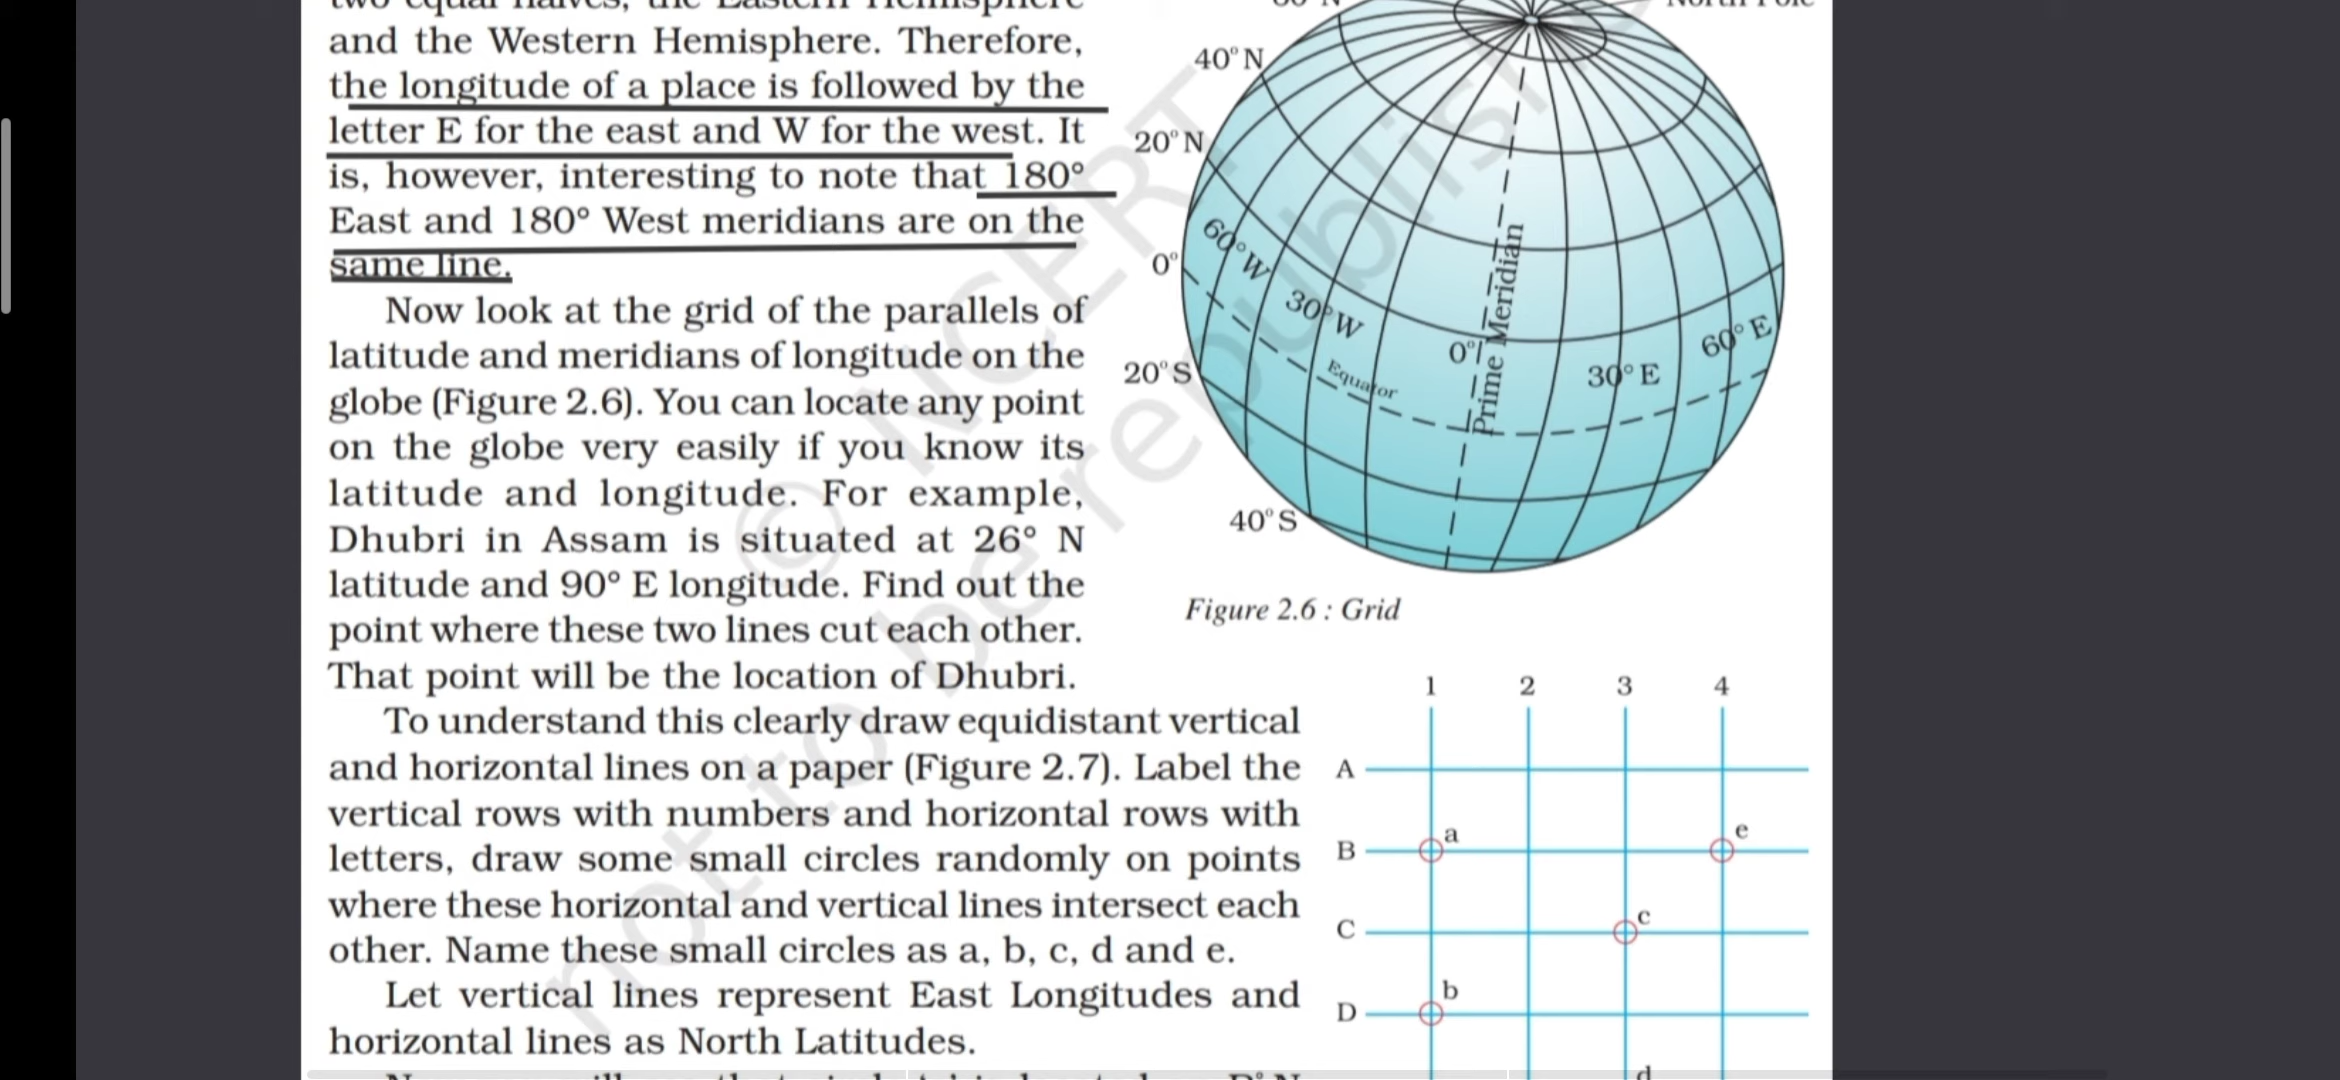 and the Western Hemisphere. Therefore,
the longitude of a place is followed by the
letter E for the east and W for the west. It
is, however, interesting to note that 180°
East and 180° West meridians are on the
same line.
Now look at the grid of the parallels of
latitude and meridians of longitude on the
globe (Figure 2.6). You can locate any point
on the globe very easily if you know its
latitude and longitude. For example,
Dhubri in Assam is situated at 26° N
latitude and 90° E longitude. Find out the
point where these two lines cut each other.
That point will be the location of Dhubri.
To understand this clearly draw equidistant vertical
and horizontal lines on a paper (Figure 2.7). Label the
vertical rows with numbers and horizontal rows with
letters, draw some small circles randomly on points
where these horizontal and vertical lines intersect each
other. Name these small circles as a, b, c, d and e.
Let vertical lines represent East Longitudes and
horizontal lines as North Latitudes.
40° N
20° N
0°
20° S
40° S
60° W
30° W
0°
30° E
60° E
Equator
Prime Meridian
Figure 2.6 : Grid
1 2 3 4
A
B a e
C c
D b
d
© NCERT
not to be republished